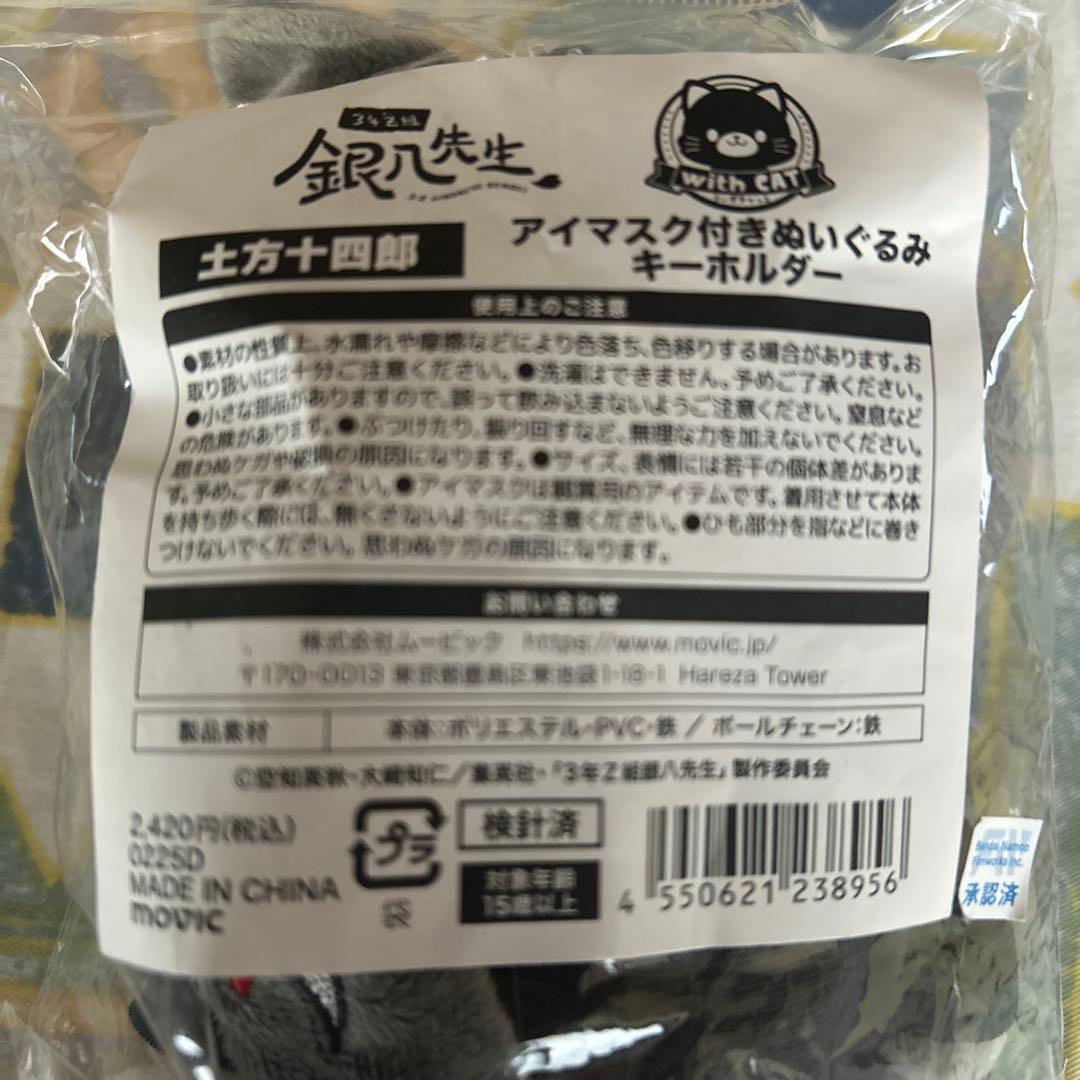 3年Z組
銀八先生
with CAT
土方十四郎
アイマスク付きぬいぐるみ
キーホルダー
使用上のご注意
●素材の性質上、水濡れや摩擦などにより色落ち、色移りする場合があります。お
取り扱いには十分ご注意ください。●洗濯はできません。予めご了承ください。
●小さな部品がありますので、誤って飲み込まないようご注意ください。窒息など
の危険があります。●ぶつけたり、振り回すなど、無理な力を加えないでください。
思わぬケガや破損の原因になります。●サイズ、表情には若干の個体差がありま
す。予めご了承ください。●アイマスクは鑑賞用のアイテムです。着用させて本体
を持ち歩く際には、無くさないようにご注意ください。●ひも部分を指などに巻き
つけないでください。思わぬケガの原因になります。
お問い合わせ
株式会社ムービック https://www.movic.jp/
〒170-0013 東京都豊島区東池袋1-18-1 Hareza Tower
製品素材
本体:ポリエステル・PVC・鉄 / ボールチェーン:鉄
©空知英秋・大崎知仁/集英社・「3年Z組銀八先生」製作委員会
2,420円(税込)
0225D
MADE IN CHINA
movic
プラ
袋
検針済
対象年齢
15歳以上
4 550621 238956
Bandai Namco
Filmworks Inc.
承認済